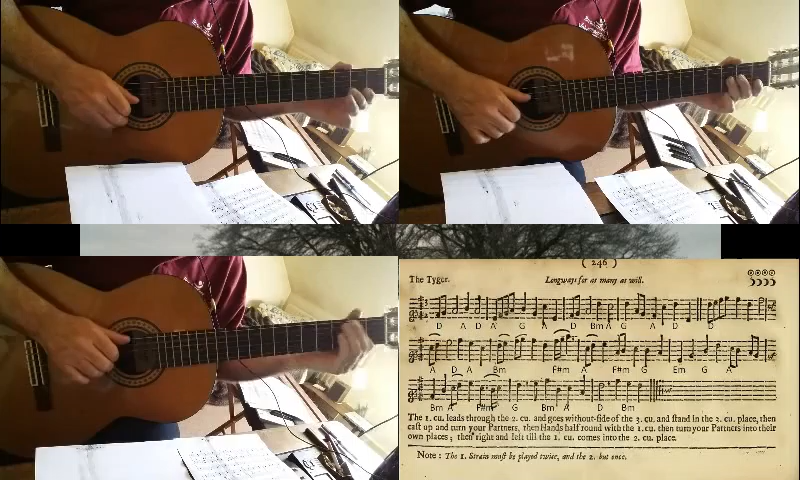 ( 246 )
The Tyger. Longways for as many as will.
D A D A G A D Bm A G A D D
A D A Bm F#m A F#m G Em G A
Bm A F#m G Bm A D Bm
The 1. cu. leads through the 2. cu. and goes without-side of the 3. cu. and stand in the 2. cu. place, then
cast up and turn your Partners, then Hands half round with the 1. cu. then turn your Partners into their
own places; then right and left till the 1. cu. comes into the 2. cu. place.
Note: The 1. Strain must be played twice, and the 2. but once.